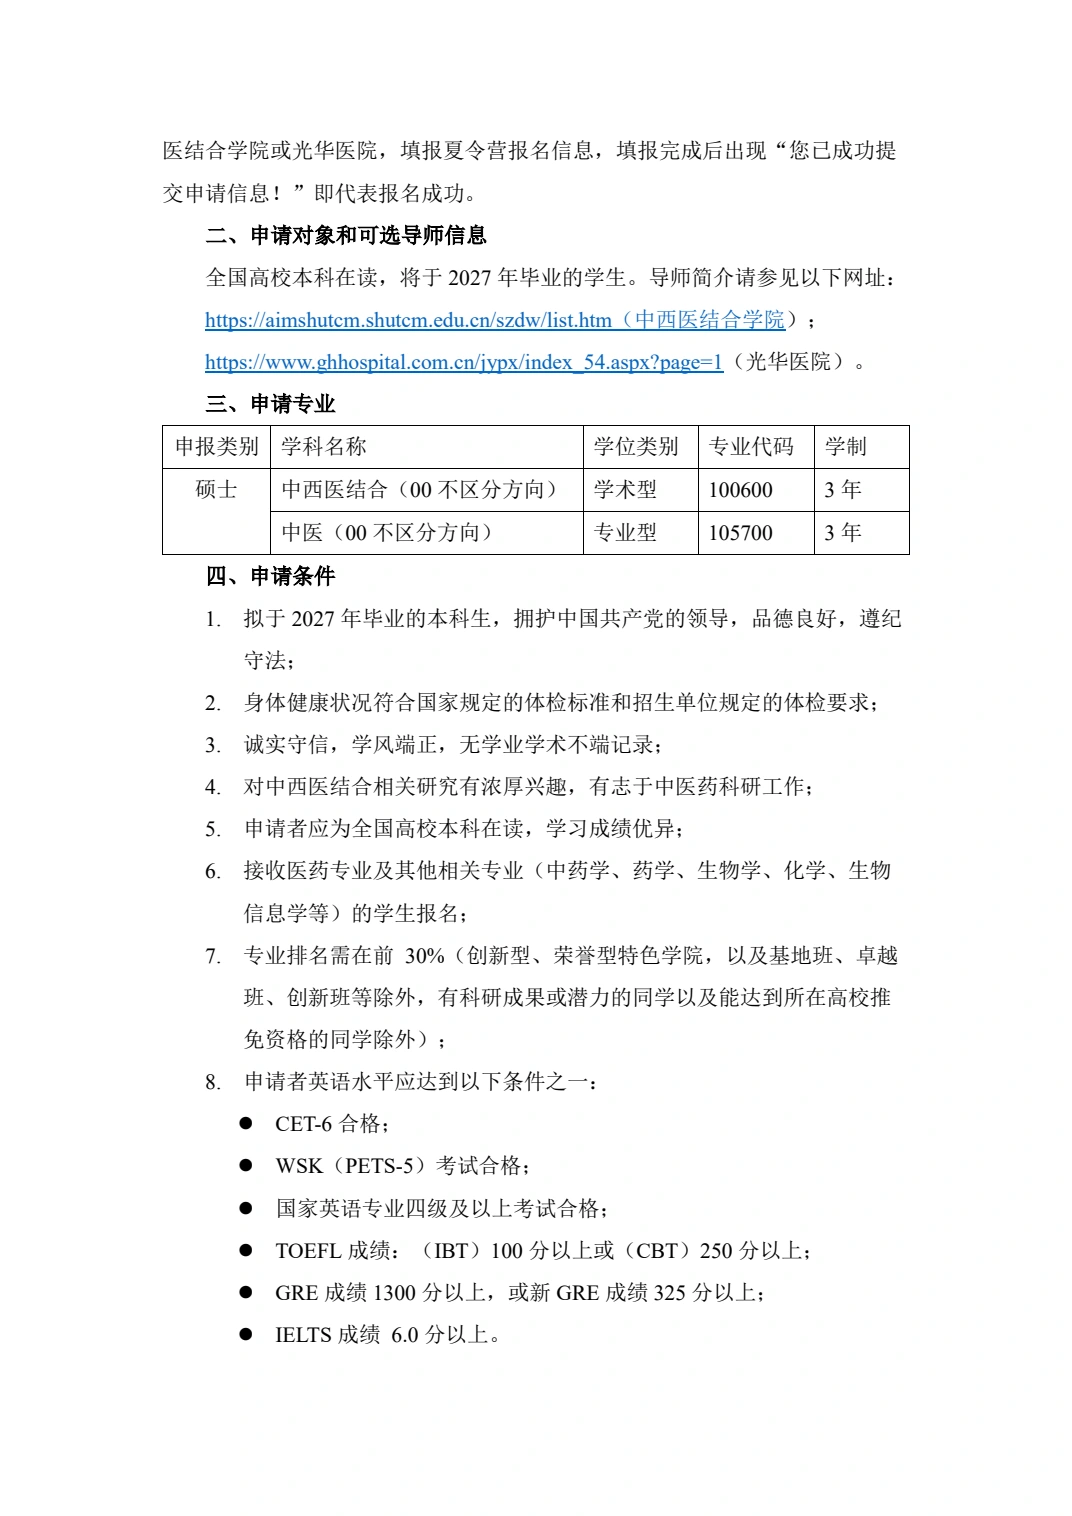 医结合学院或光华医院，填报夏令营报名信息，填报完成后出现“您已成功提
交申请信息！”即代表报名成功。
二、申请对象和可选导师信息
全国高校本科在读，将于 2027 年毕业的学生。导师简介请参见以下网址：
https://aimshutcm.shutcm.edu.cn/szdw/list.htm（中西医结合学院）；
https://www.ghhospital.com.cn/jypx/index_54.aspx?page=1（光华医院）。
三、申请专业
申报类别 学科名称 学位类别 专业代码 学制
硕士 中西医结合（00 不区分方向） 学术型 100600 3 年
中医（00 不区分方向） 专业型 105700 3 年
四、申请条件
1. 拟于 2027 年毕业的本科生，拥护中国共产党的领导，品德良好，遵纪
守法；
2. 身体健康状况符合国家规定的体检标准和招生单位规定的体检要求；
3. 诚实守信，学风端正，无学业学术不端记录；
4. 对中西医结合相关研究有浓厚兴趣，有志于中医药科研工作；
5. 申请者应为全国高校本科在读，学习成绩优异；
6. 接收医药专业及其他相关专业（中药学、药学、生物学、化学、生物
信息学等）的学生报名；
7. 专业排名需在前 30%（创新型、荣誉型特色学院，以及基地班、卓越
班、创新班等除外，有科研成果或潜力的同学以及能达到所在高校推
免资格的同学除外）；
8. 申请者英语水平应达到以下条件之一：
● CET-6 合格；
● WSK（PETS-5）考试合格；
● 国家英语专业四级及以上考试合格；
● TOEFL 成绩：（IBT）100 分以上或（CBT）250 分以上；
● GRE 成绩 1300 分以上，或新 GRE 成绩 325 分以上；
● IELTS 成绩 6.0 分以上。